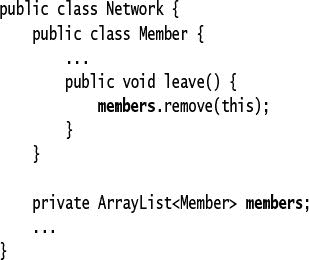 public class Network {
    public class Member {
        ...
        public void leave() {
            members.remove(this);
        }
    }

    private ArrayList<Member> members;
    ...
}